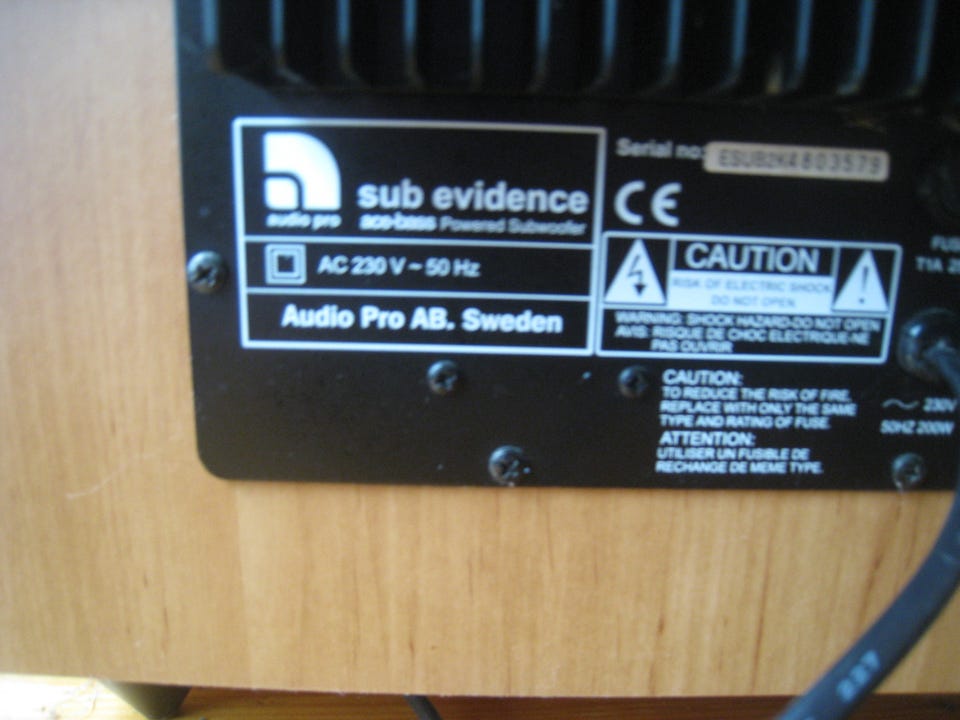 audio pro
sub evidence
ace-bass Powered Subwoofer
AC 230 V ~ 50 Hz
Audio Pro AB. Sweden
Serial no: ESUB2K4803579
CE
CAUTION
RISK OF ELECTRIC SHOCK
DO NOT OPEN
WARNING: SHOCK HAZARD-DO NOT OPEN
AVIS: RISQUE DE CHOC ELECTRIQUE-NE
PAS OUVRIR
CAUTION:
TO REDUCE THE RISK OF FIRE,
REPLACE WITH ONLY THE SAME
TYPE AND RATING OF FUSE.
ATTENTION:
UTILISER UN FUSIBLE DE
RECHANGE DE MEME TYPE.
T1A
~ 230V
50HZ 200W
227